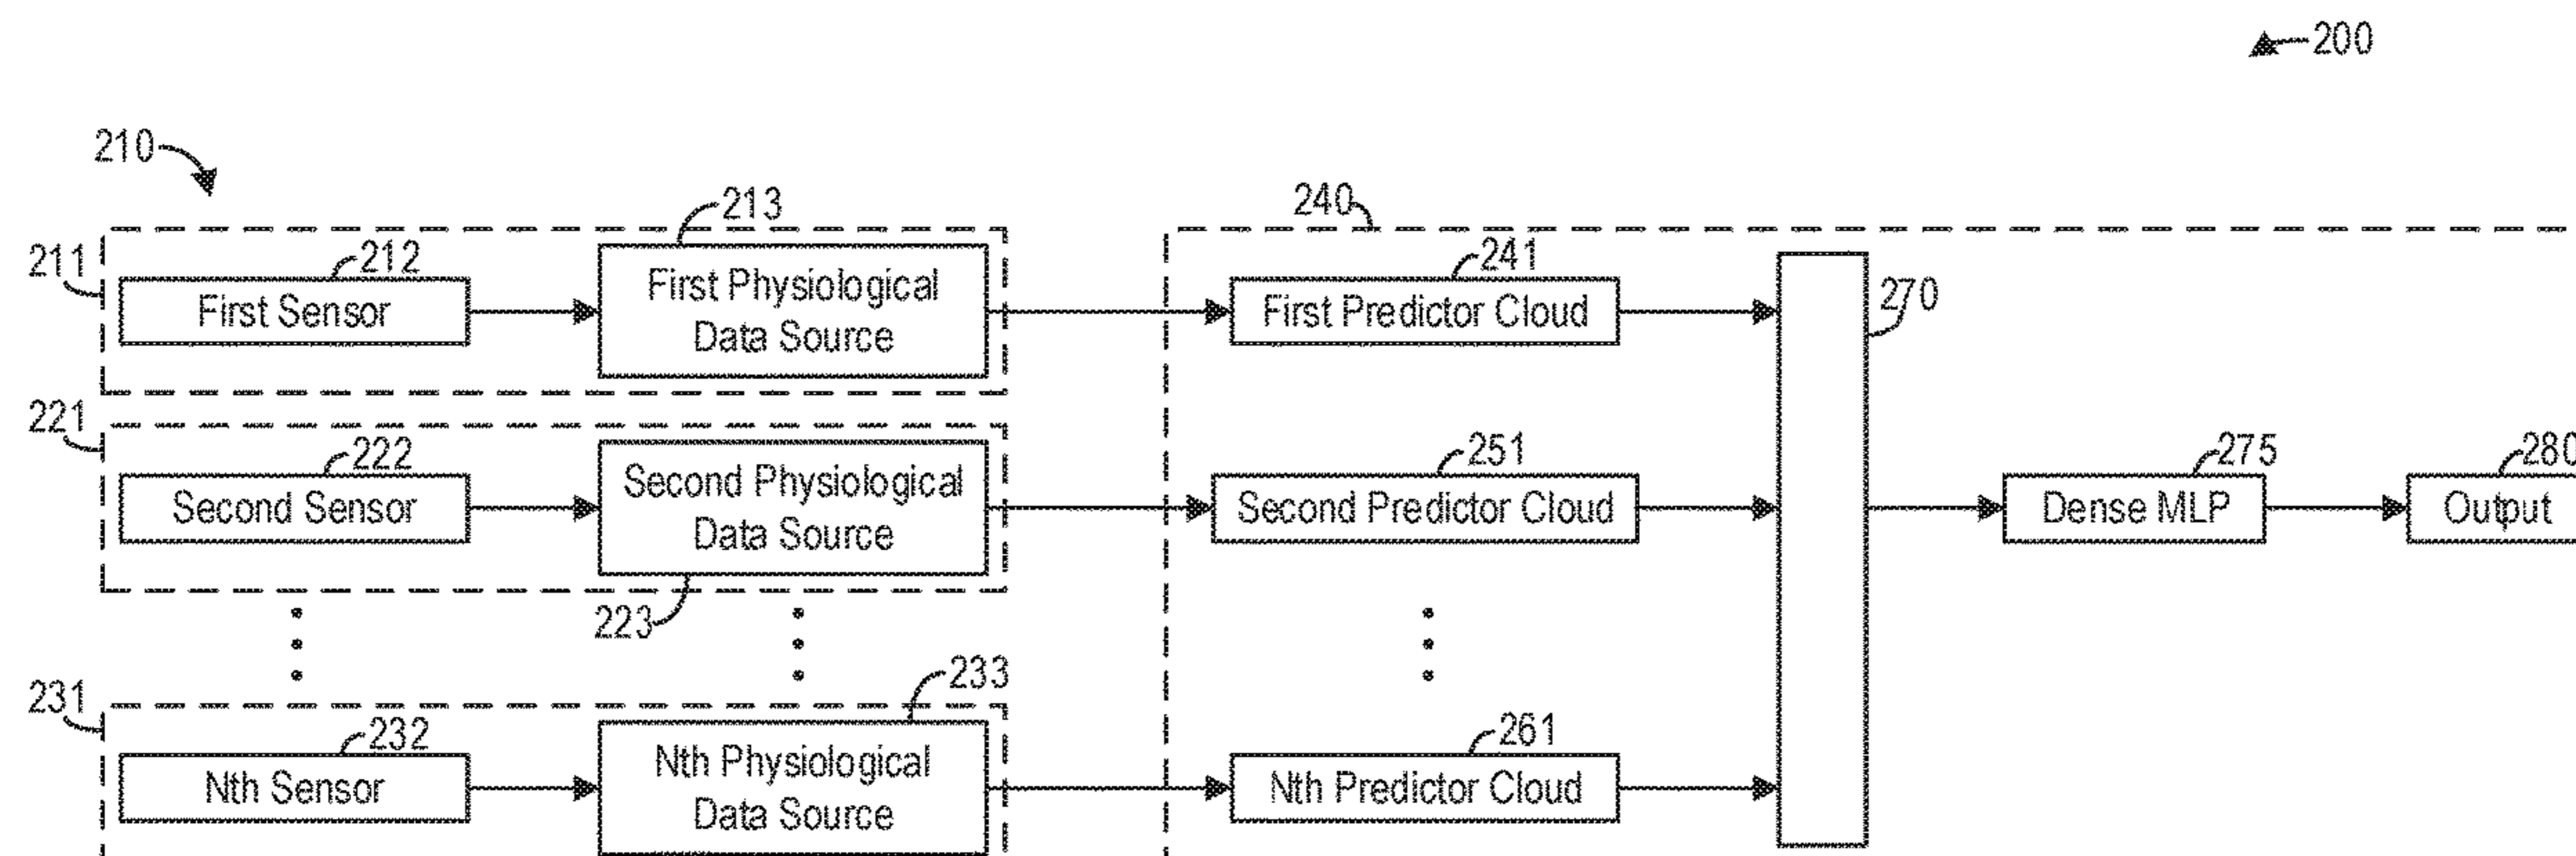 200
210
213
240
211
212
241
First Sensor
First Physiological
Data Source
First Predictor Cloud
270
221
222
251
275
280
Second Sensor
Second Physiological
Data Source
Second Predictor Cloud
Dense MLP
Output
223
231
232
233
261
Nth Sensor
Nth Physiological
Data Source
Nth Predictor Cloud